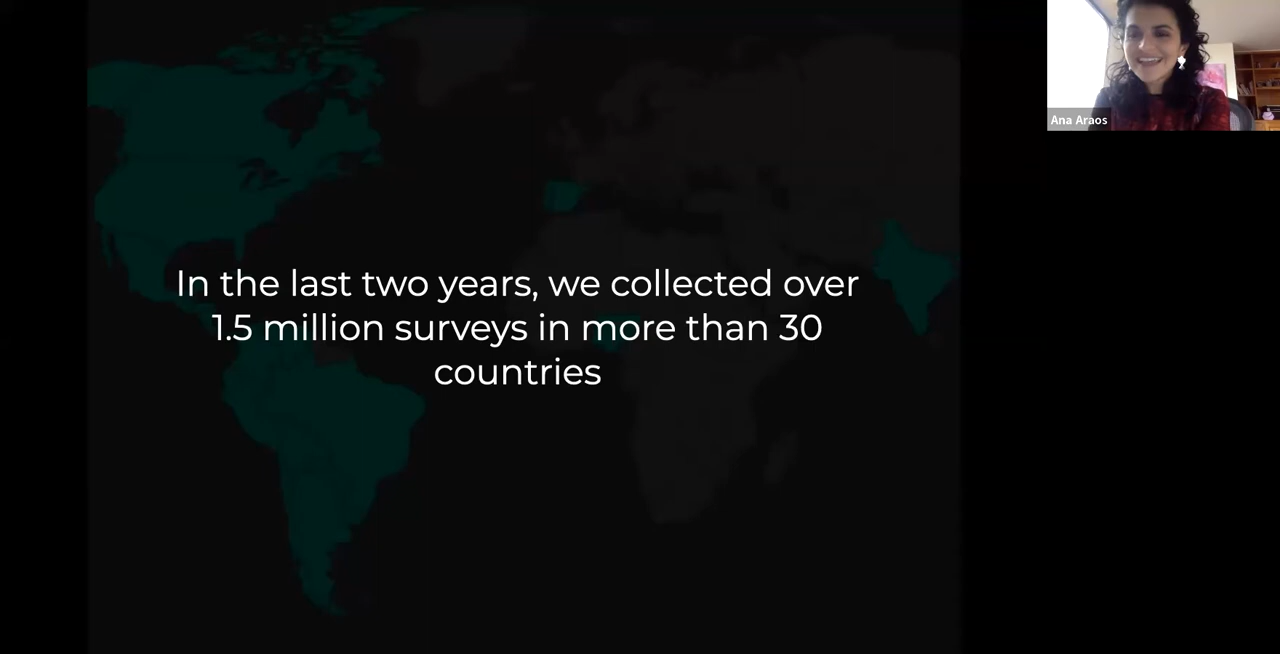 In the last two years, we collected over
1.5 million surveys in more than 30
countries
Ana Araos